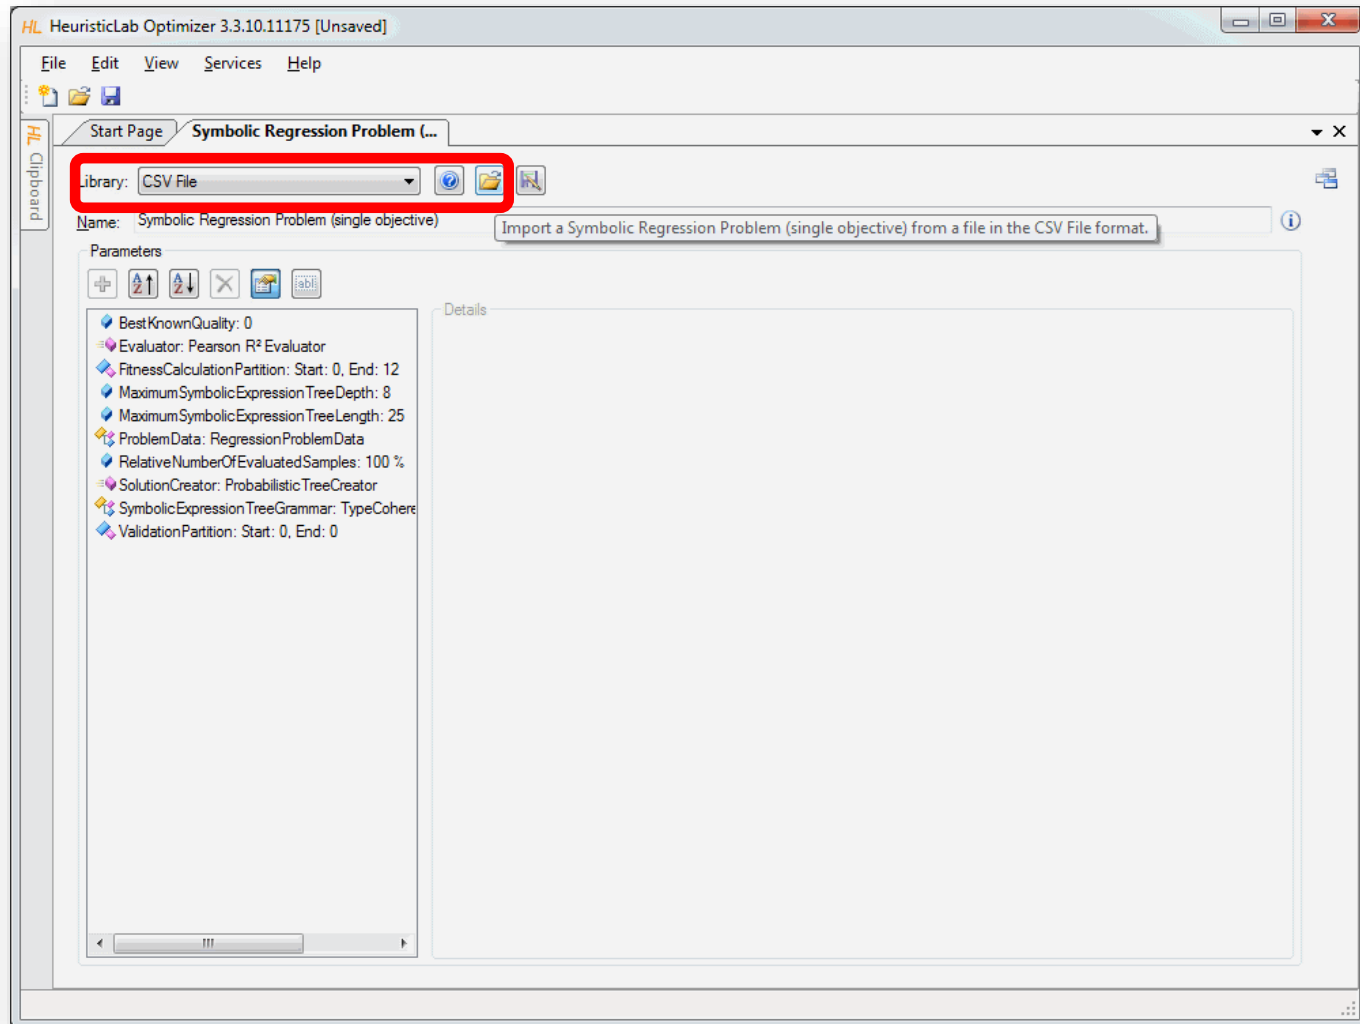 HL HeuristicLab Optimizer 3.3.10.11175 [Unsaved]
File Edit View Services Help
HL Clipboard
Start Page Symbolic Regression Problem (...
Library: CSV File
Name: Symbolic Regression Problem (single objective)
Import a Symbolic Regression Problem (single objective) from a file in the CSV File format.
Parameters
Details
BestKnownQuality: 0
Evaluator: Pearson R² Evaluator
FitnessCalculationPartition: Start: 0, End: 12
MaximumSymbolicExpressionTreeDepth: 8
MaximumSymbolicExpressionTreeLength: 25
ProblemData: RegressionProblemData
RelativeNumberOfEvaluatedSamples: 100 %
SolutionCreator: ProbabilisticTreeCreator
SymbolicExpressionTreeGrammar: TypeCohere
ValidationPartition: Start: 0, End: 0